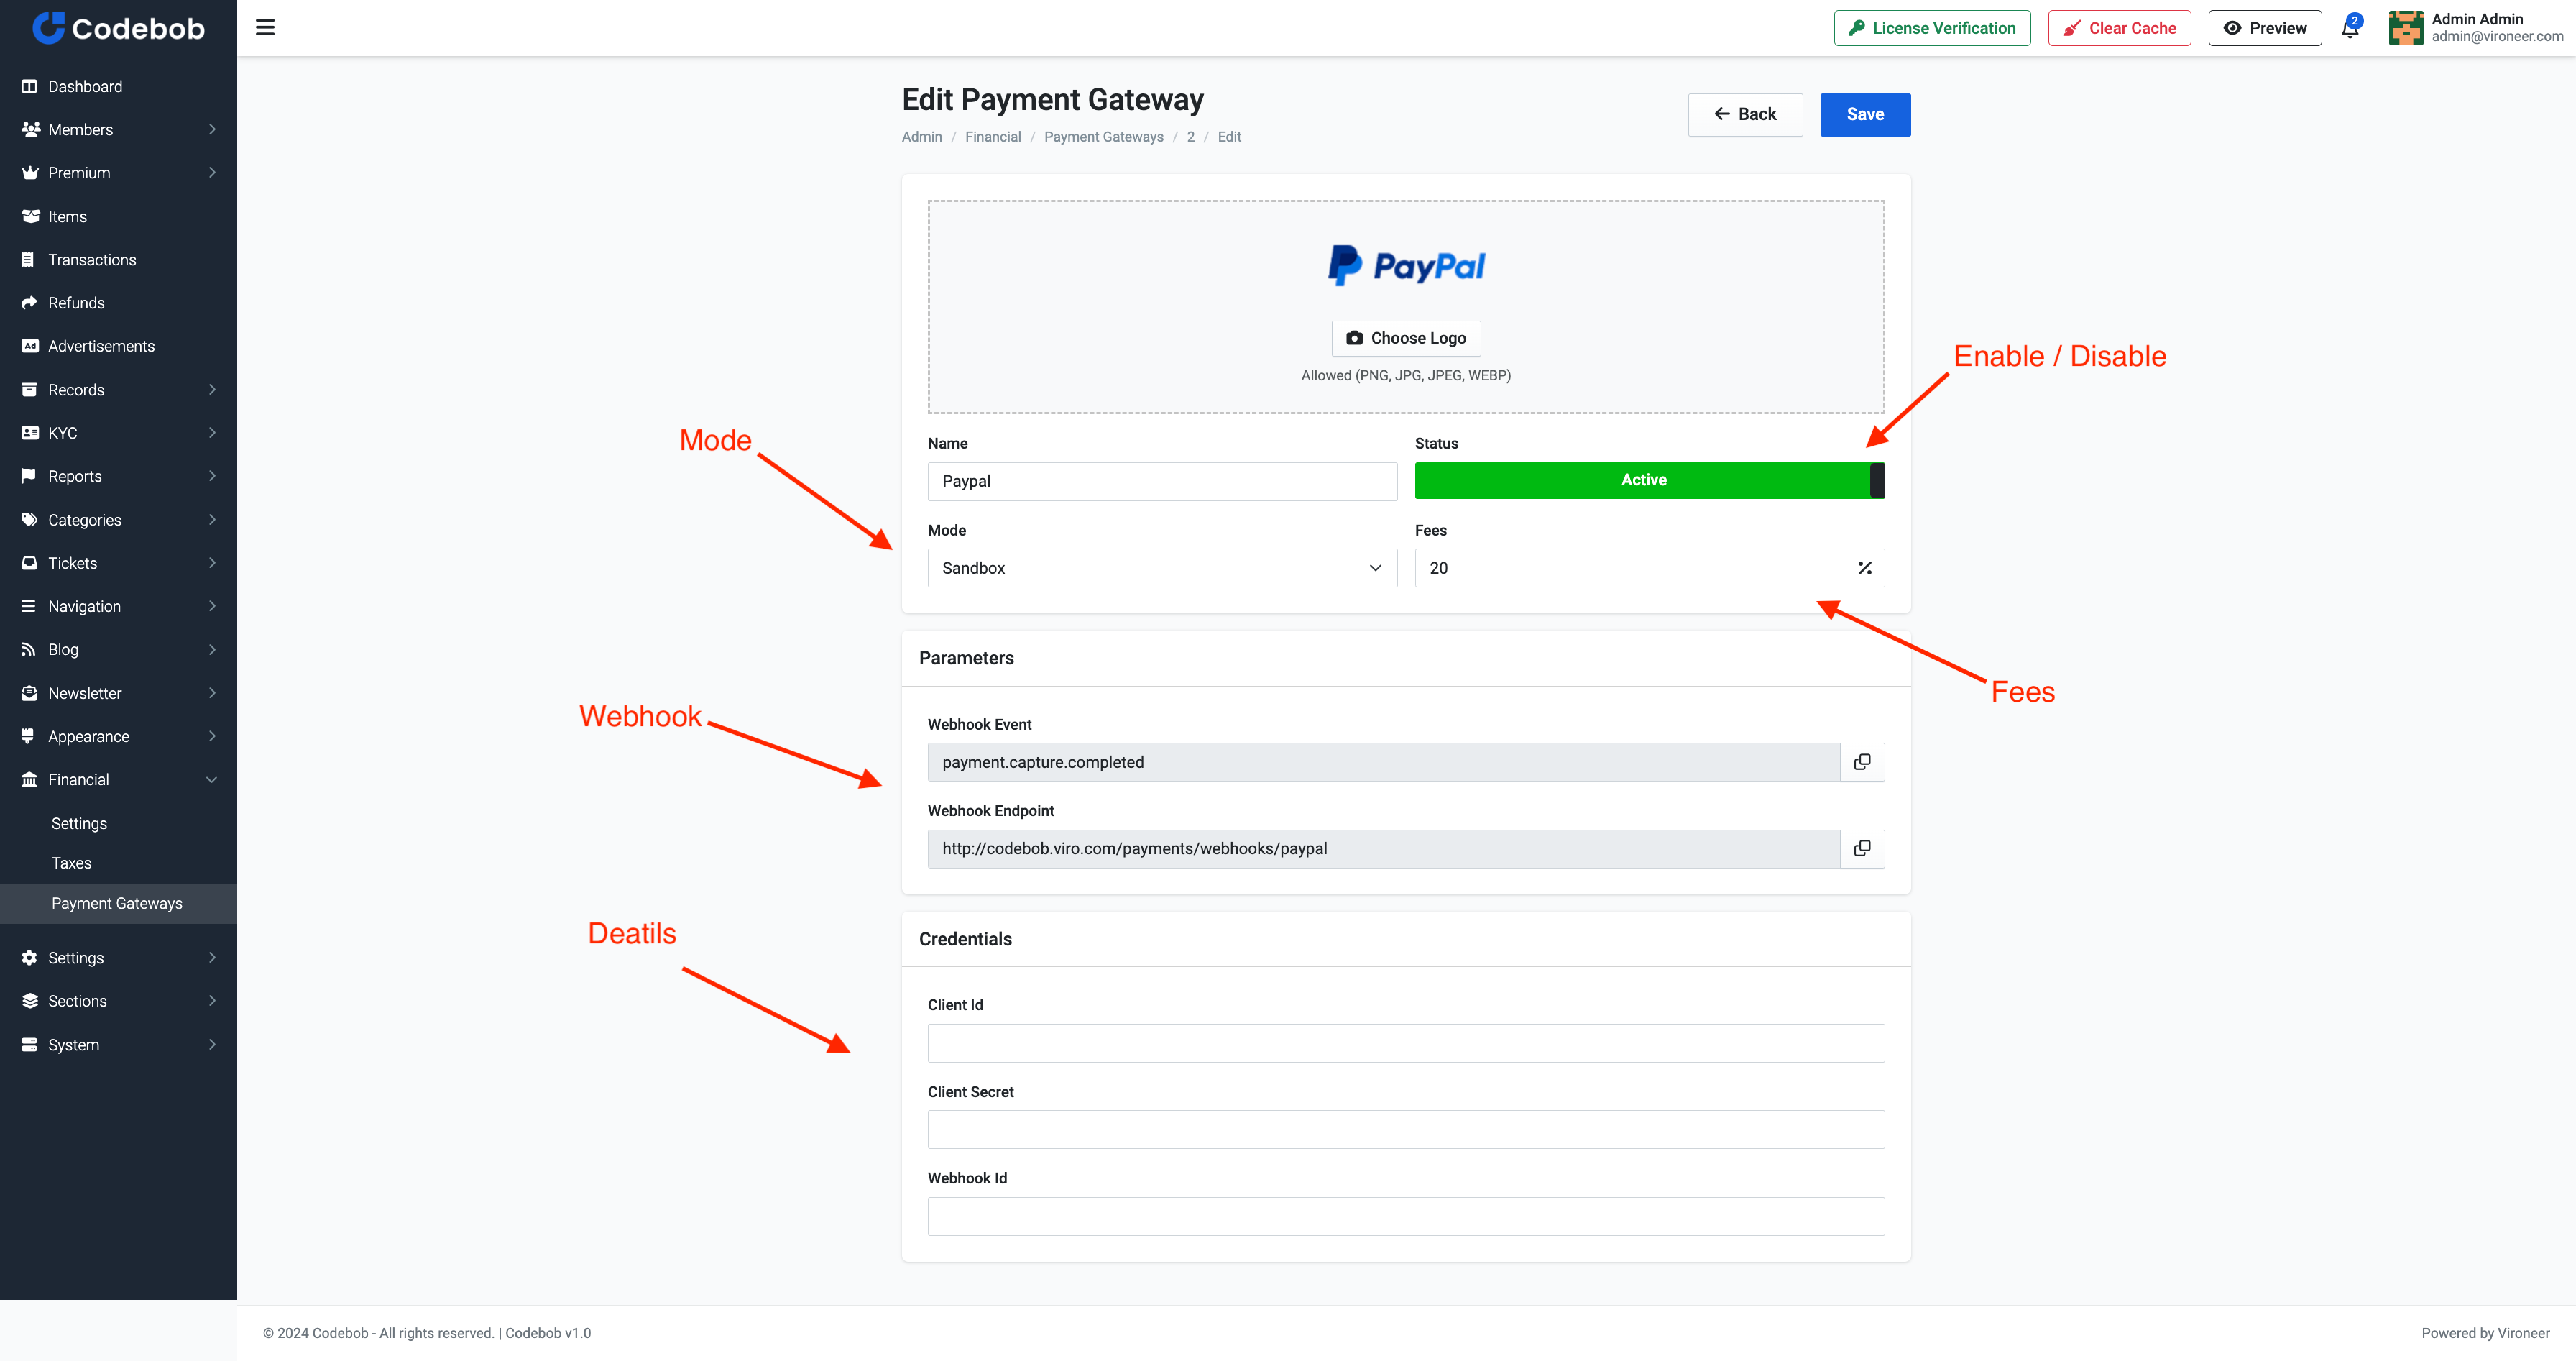 Codebob
License Verification
Clear Cache
Preview
2
Admin Admin
admin@vironeer.com
Dashboard
Members
Premium
Items
Transactions
Refunds
Ad Advertisements
Records
KYC
Reports
Categories
Tickets
Navigation
Blog
Newsletter
Appearance
Financial
Settings
Taxes
Payment Gateways
Settings
Sections
System
Edit Payment Gateway
Admin / Financial / Payment Gateways / 2 / Edit
Back
Save
PayPal
Choose Logo
Allowed (PNG, JPG, JPEG, WEBP)
Enable / Disable
Mode
Name
Paypal
Status
Active
Mode
Sandbox
Fees
20
%
Fees
Parameters
Webhook
Webhook Event
payment.capture.completed
Webhook Endpoint
http://codebob.viro.com/payments/webhooks/paypal
Deatils
Credentials
Client Id
Client Secret
Webhook Id
© 2024 Codebob - All rights reserved. | Codebob v1.0
Powered by Vironeer